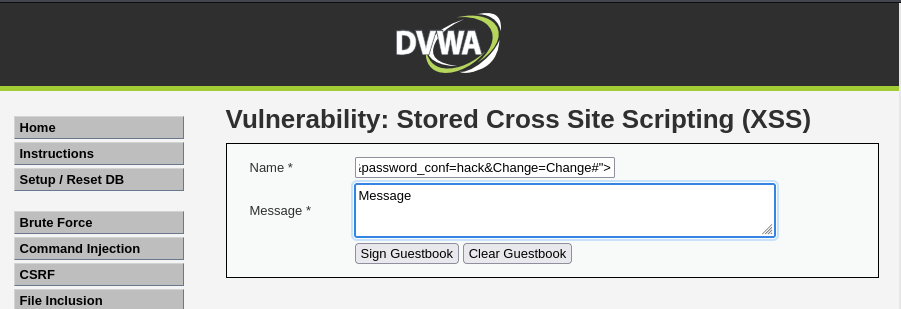 DVWA
Vulnerability: Stored Cross Site Scripting (XSS)
Home
Instructions
Setup / Reset DB
Brute Force
Command Injection
CSRF
File Inclusion
Name *
&password_conf=hack&Change=Change#">
Message *
Message
Sign Guestbook
Clear Guestbook